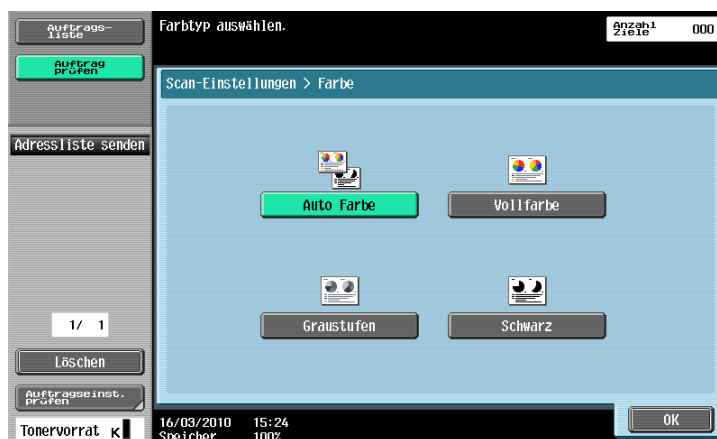 Auftrags-
liste
Auftrag
prüfen
Adressliste senden
1/ 1
Löschen
Auftragseinst.
prüfen
Tonervorrat K
Farbtyp auswählen.
Anzahl
Ziele 000
Scan-Einstellungen > Farbe
Auto Farbe
Vollfarbe
Graustufen
Schwarz
16/03/2010 15:24
Speicher 100%
OK